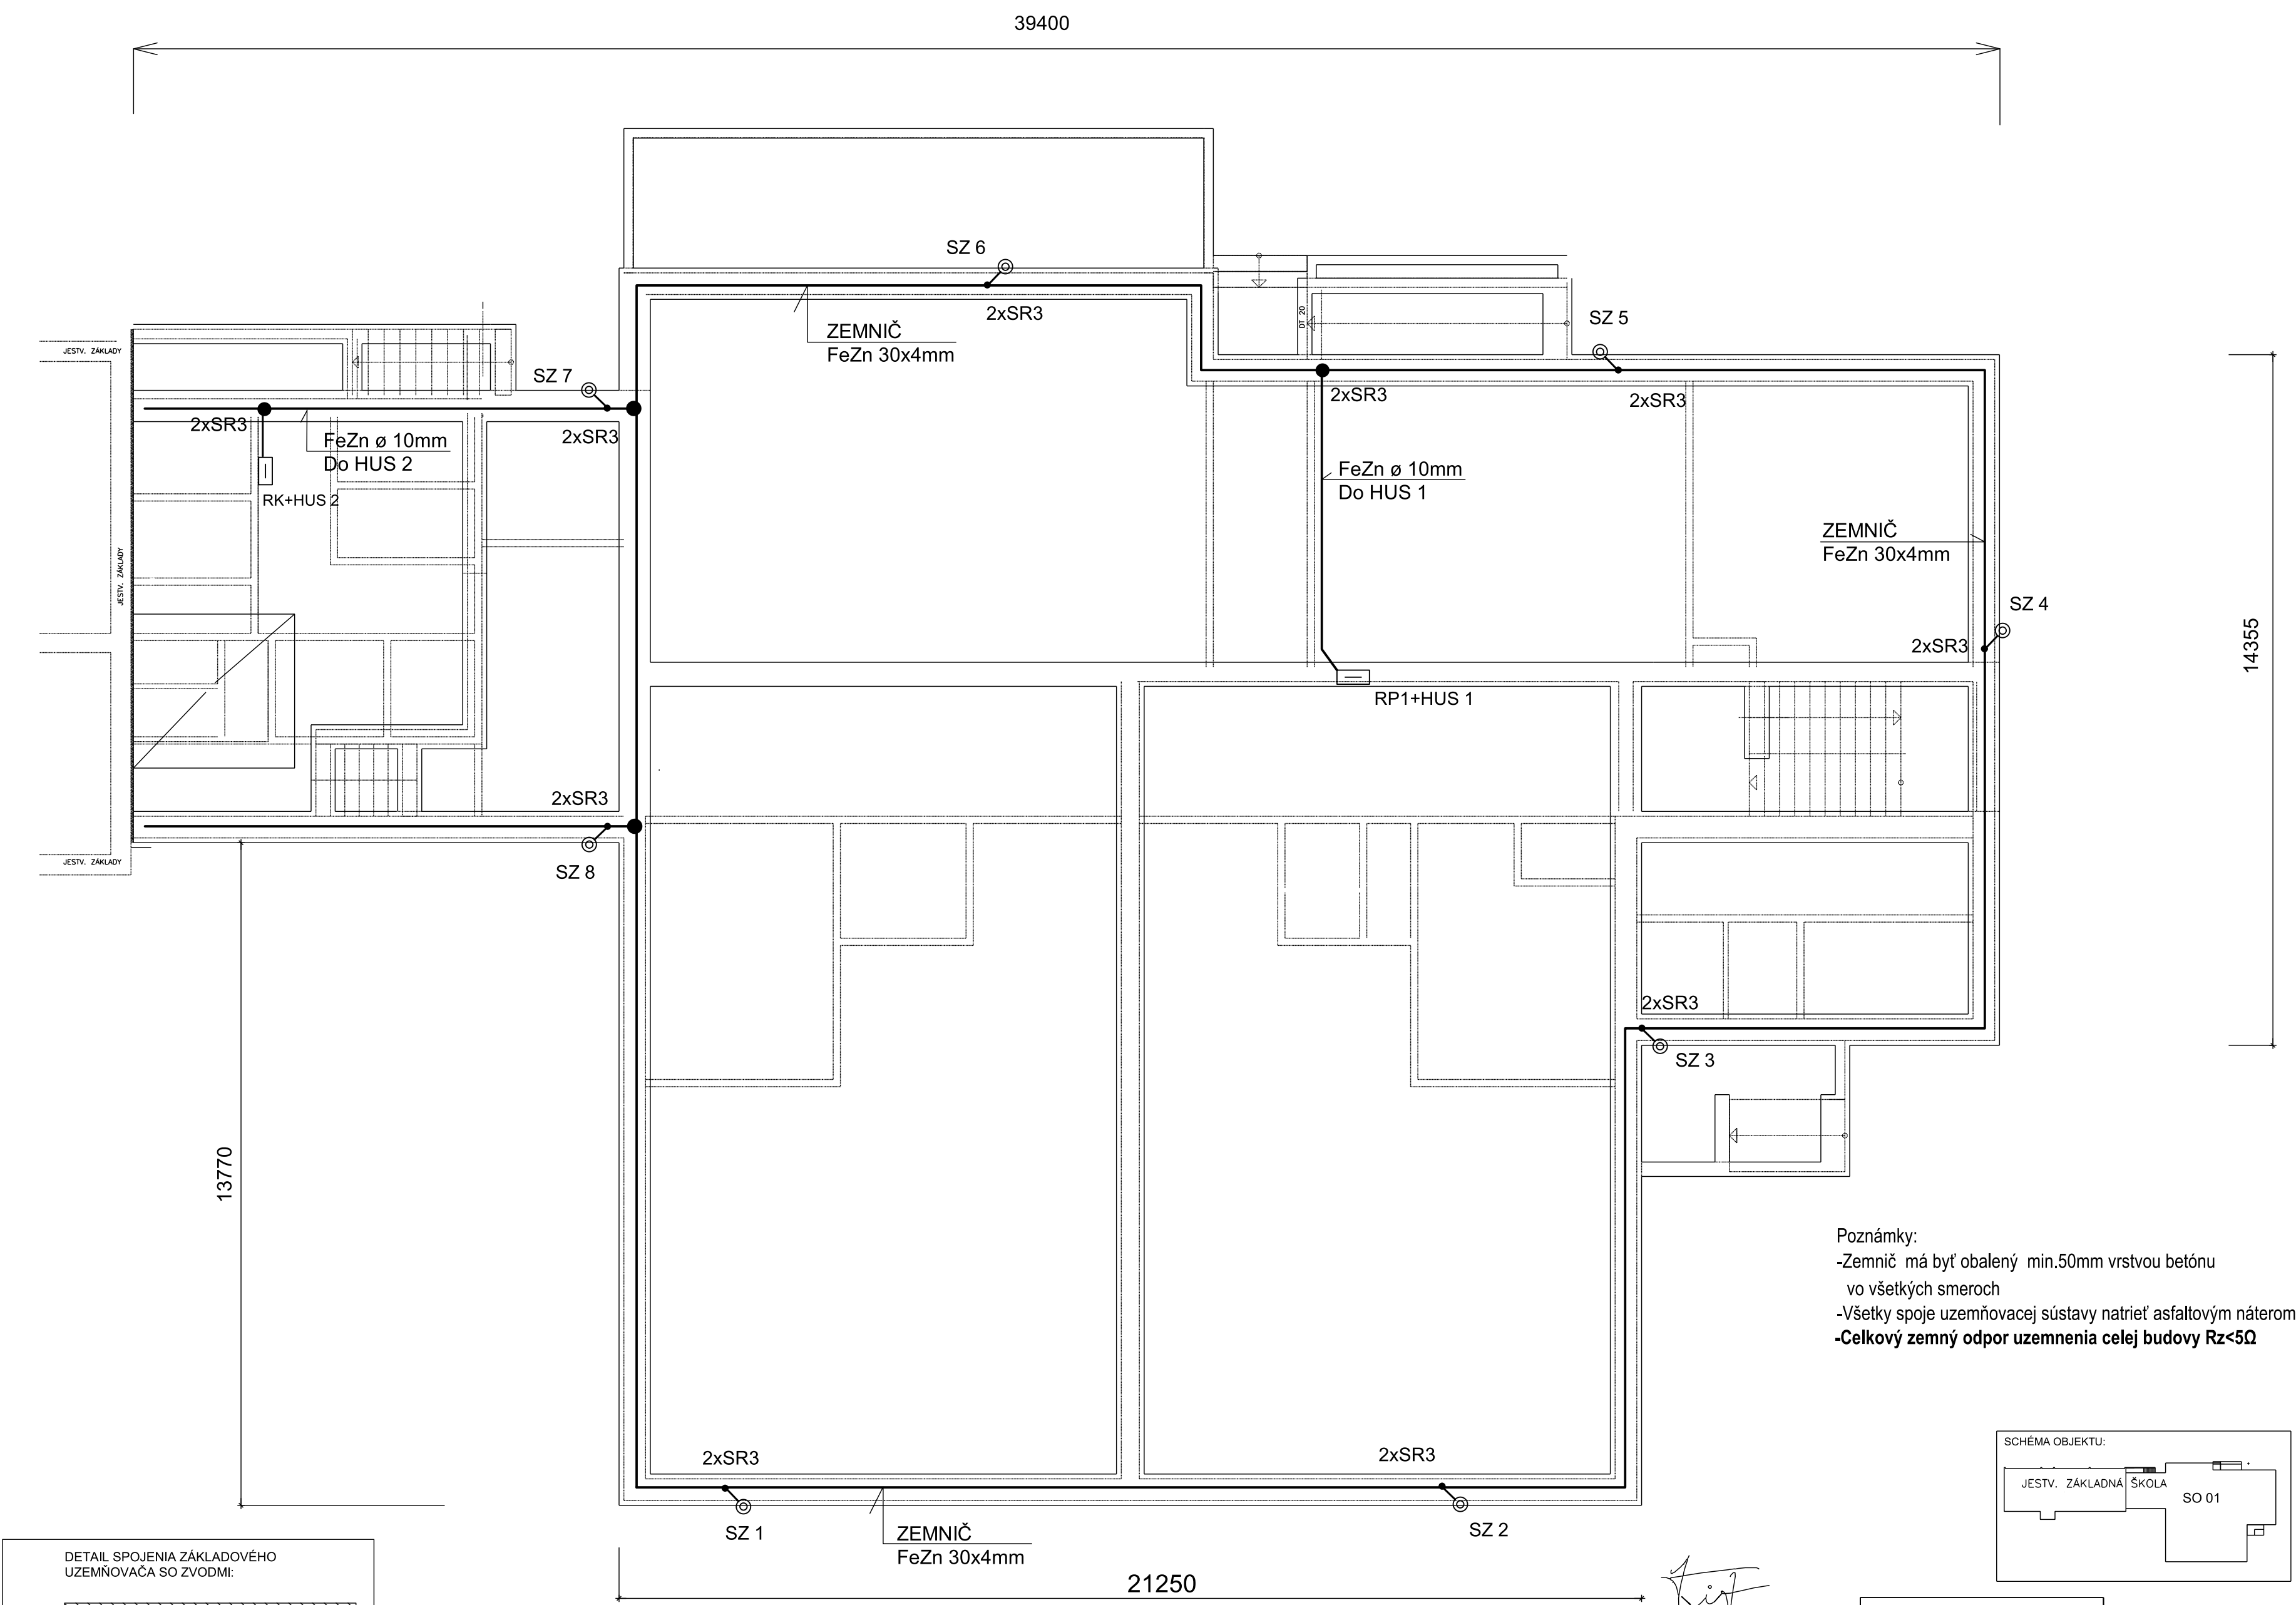 39400
SZ 6
2xSR3
ZEMNIČ
FeZn 30x4mm
DT 20
SZ 5
JESTV. ZÁKLADY
SZ 7
2xSR3
2xSR3
2xSR3
2xSR3
FeZn ø 10mm
Do HUS 2
RK+HUS 2
FeZn ø 10mm
Do HUS 1
ZEMNIČ
FeZn 30x4mm
JESTV. ZÁKLADY
SZ 4
2xSR3
14355
RP1+HUS 1
2xSR3
JESTV. ZÁKLADY
SZ 8
2xSR3
SZ 3
13770
Poznámky:
-Zemnič má byť obalený min.50mm vrstvou betónu
vo všetkých smeroch
-Všetky spoje uzemňovacej sústavy natrieť asfaltovým náterom
-Celkový zemný odpor uzemnenia celej budovy Rz<5Ω
2xSR3
2xSR3
SZ 1
ZEMNIČ
FeZn 30x4mm
SZ 2
SCHÉMA OBJEKTU:
JESTV. ZÁKLADNÁ ŠKOLA
SO 01
DETAIL SPOJENIA ZÁKLADOVÉHO
UZEMŇOVAČA SO ZVODMI:
21250